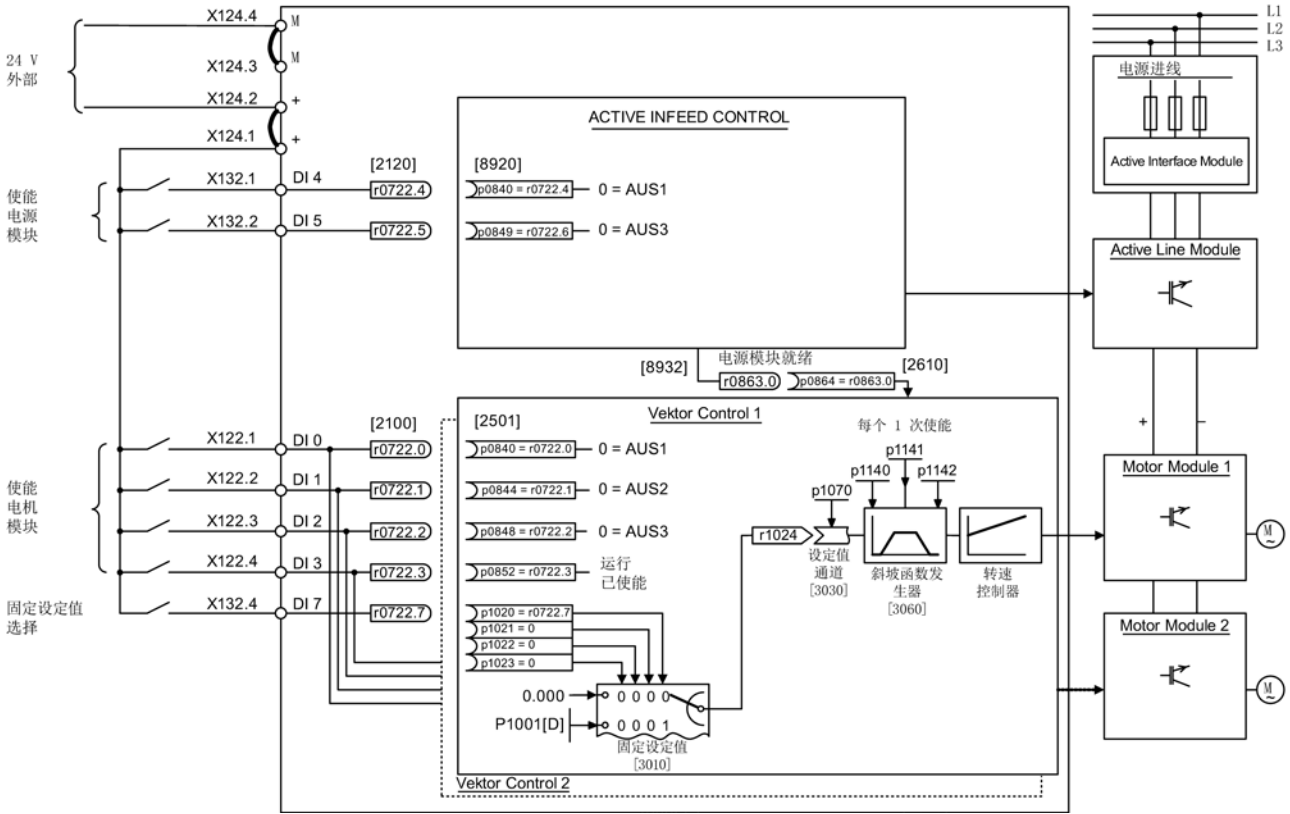 X124.4
M
24 V
外部
X124.3
M
X124.2
+
X124.1
+
使能
电源
模块
X132.1
DI 4
[2120]
r0722.4
X132.2
DI 5
r0722.5
ACTIVE INFEED CONTROL
[8920]
p0840 = r0722.4
0 = AUS1
p0849 = r0722.6
0 = AUS3
L1
L2
L3
电源进线
Active Interface Module
Active Line Module
+
−
[8932]
电源模块就绪
r0863.0
p0864 = r0863.0
[2610]
使能
电机
模块
X122.1
DI 0
[2100]
r0722.0
X122.2
DI 1
r0722.1
X122.3
DI 2
r0722.2
X122.4
DI 3
r0722.3
固定设定值
选择
X132.4
DI 7
r0722.7
Vektor Control 1
[2501]
p0840 = r0722.0
0 = AUS1
p0844 = r0722.1
0 = AUS2
p0848 = r0722.2
0 = AUS3
p0852 = r0722.3
运行
已使能
p1020 = r0722.7
p1021 = 0
p1022 = 0
p1023 = 0
0.000
0 0 0 0
P1001[D]
0 0 0 1
固定设定值
[3010]
每个 1 次使能
p1141
p1140
p1142
p1070
r1024
设定值
通道
[3030]
斜坡函数发
生器
[3060]
转速
控制器
Vektor Control 2
Motor Module 1
M
~
Motor Module 2
M
~